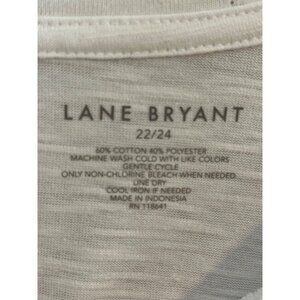 LANE BRYANT
22/24
60% COTTON 40% POLYESTER
MACHINE WASH COLD WITH LIKE COLORS
GENTLE CYCLE
ONLY NON-CHLORINE BLEACH WHEN NEEDED
LINE DRY
COOL IRON IF NEEDED
MADE IN INDONESIA
RN 118641